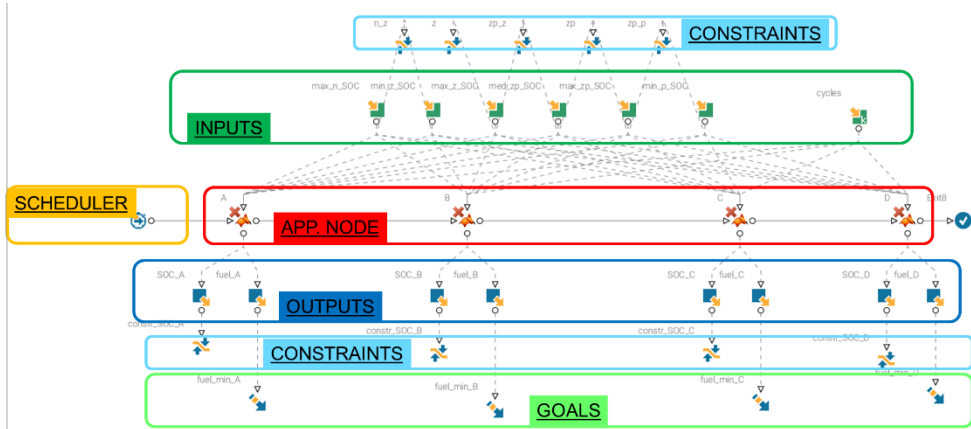 n_z z zp_z zp zp_p
CONSTRAINTS
max_n_SOC min_z_SOC max_z_SOC med_zp_SOC max_zp_SOC min_p_SOC
cycles
INPUTS
SCHEDULER
A B C D Exit8
APP. NODE
SOC_A fuel_A SOC_B fuel_B SOC_C fuel_C SOC_D fuel_D
OUTPUTS
constr_SOC_A constr_SOC_B constr_SOC_C constr_SOC_D
CONSTRAINTS
fuel_min_A fuel_min_B fuel_min_C fuel_min_D
GOALS